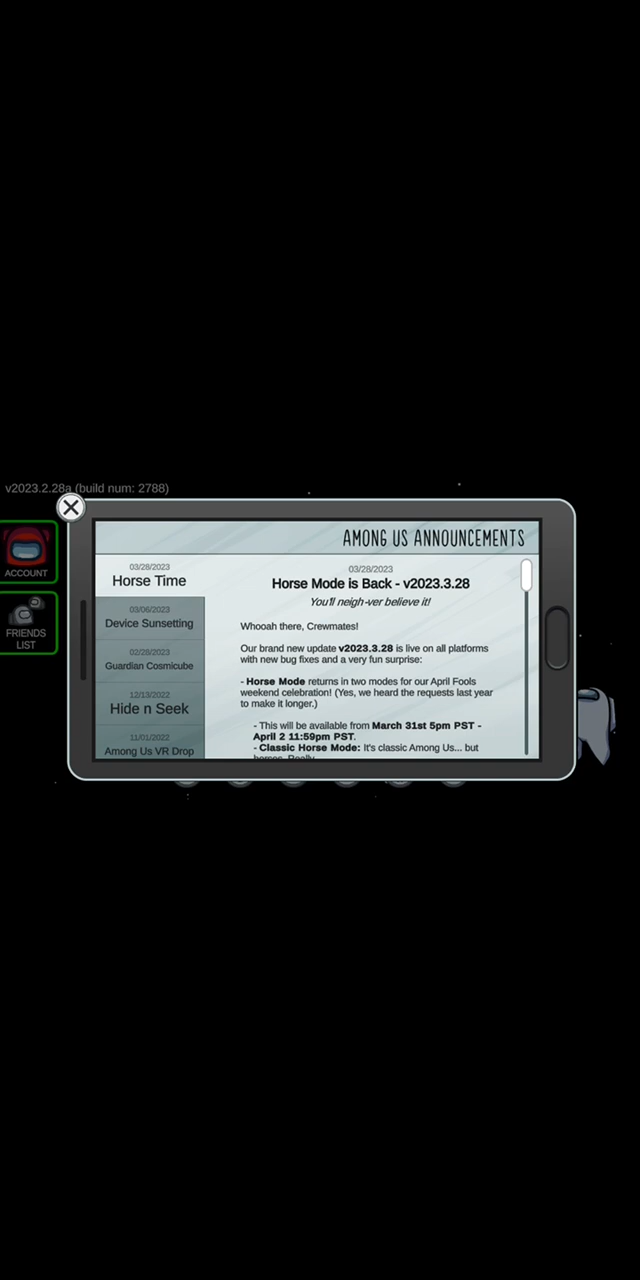 v2023.2.28a (build num: 2788)
ACCOUNT
FRIENDS
LIST
AMONG US ANNOUNCEMENTS
03/28/2023
Horse Time
03/06/2023
Device Sunsetting
02/28/2023
Guardian Cosmicube
12/13/2022
Hide n Seek
11/01/2022
Among Us VR Drop
03/28/2023
Horse Mode is Back - v2023.3.28
You'll neigh-ver believe it!
Whooah there, Crewmates!
Our brand new update v2023.3.28 is live on all platforms
with new bug fixes and a very fun surprise:
- Horse Mode returns in two modes for our April Fools
weekend celebration! (Yes, we heard the requests last year
to make it longer.)
- This will be available from March 31st 5pm PST -
April 2 11:59pm PST.
- Classic Horse Mode: It's classic Among Us... but
horses. Really.